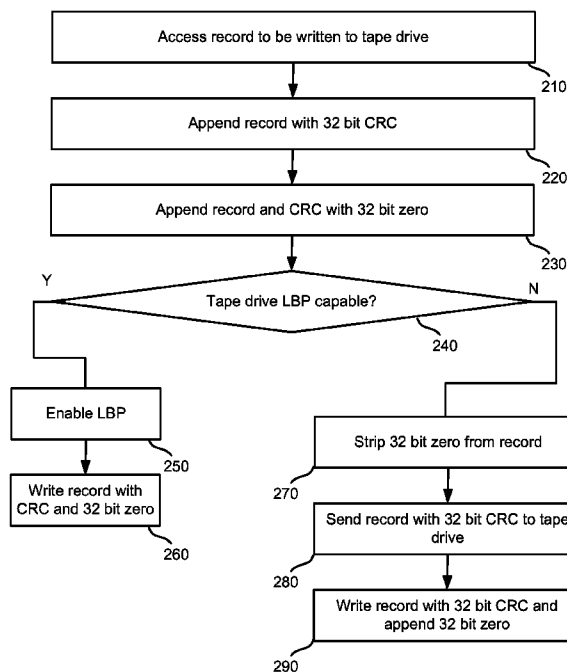 Access record to be written to tape drive
210
Append record with 32 bit CRC
220
Append record and CRC with 32 bit zero
230
Y
N
Tape drive LBP capable?
240
Enable LBP
250
Write record with
CRC and 32 bit zero
260
Strip 32 bit zero from record
270
Send record with 32 bit CRC to tape
drive
280
Write record with 32 bit CRC and
append 32 bit zero
290